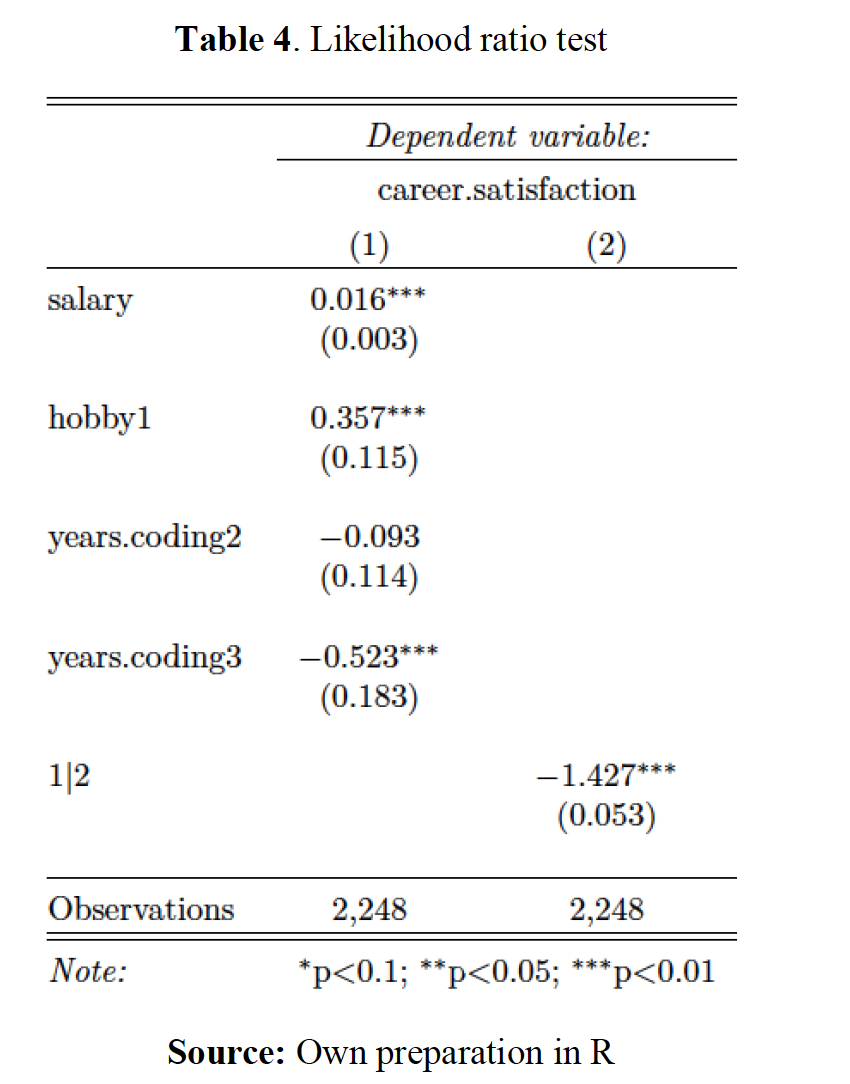 Table 4. Likelihood ratio test
Dependent variable:
career.satisfaction
(1) (2)
salary 0.016***
(0.003)
hobby1 0.357***
(0.115)
years.coding2 −0.093
(0.114)
years.coding3 −0.523***
(0.183)
1|2 −1.427***
(0.053)
Observations 2,248 2,248
Note: *p<0.1; **p<0.05; ***p<0.01
Source: Own preparation in R